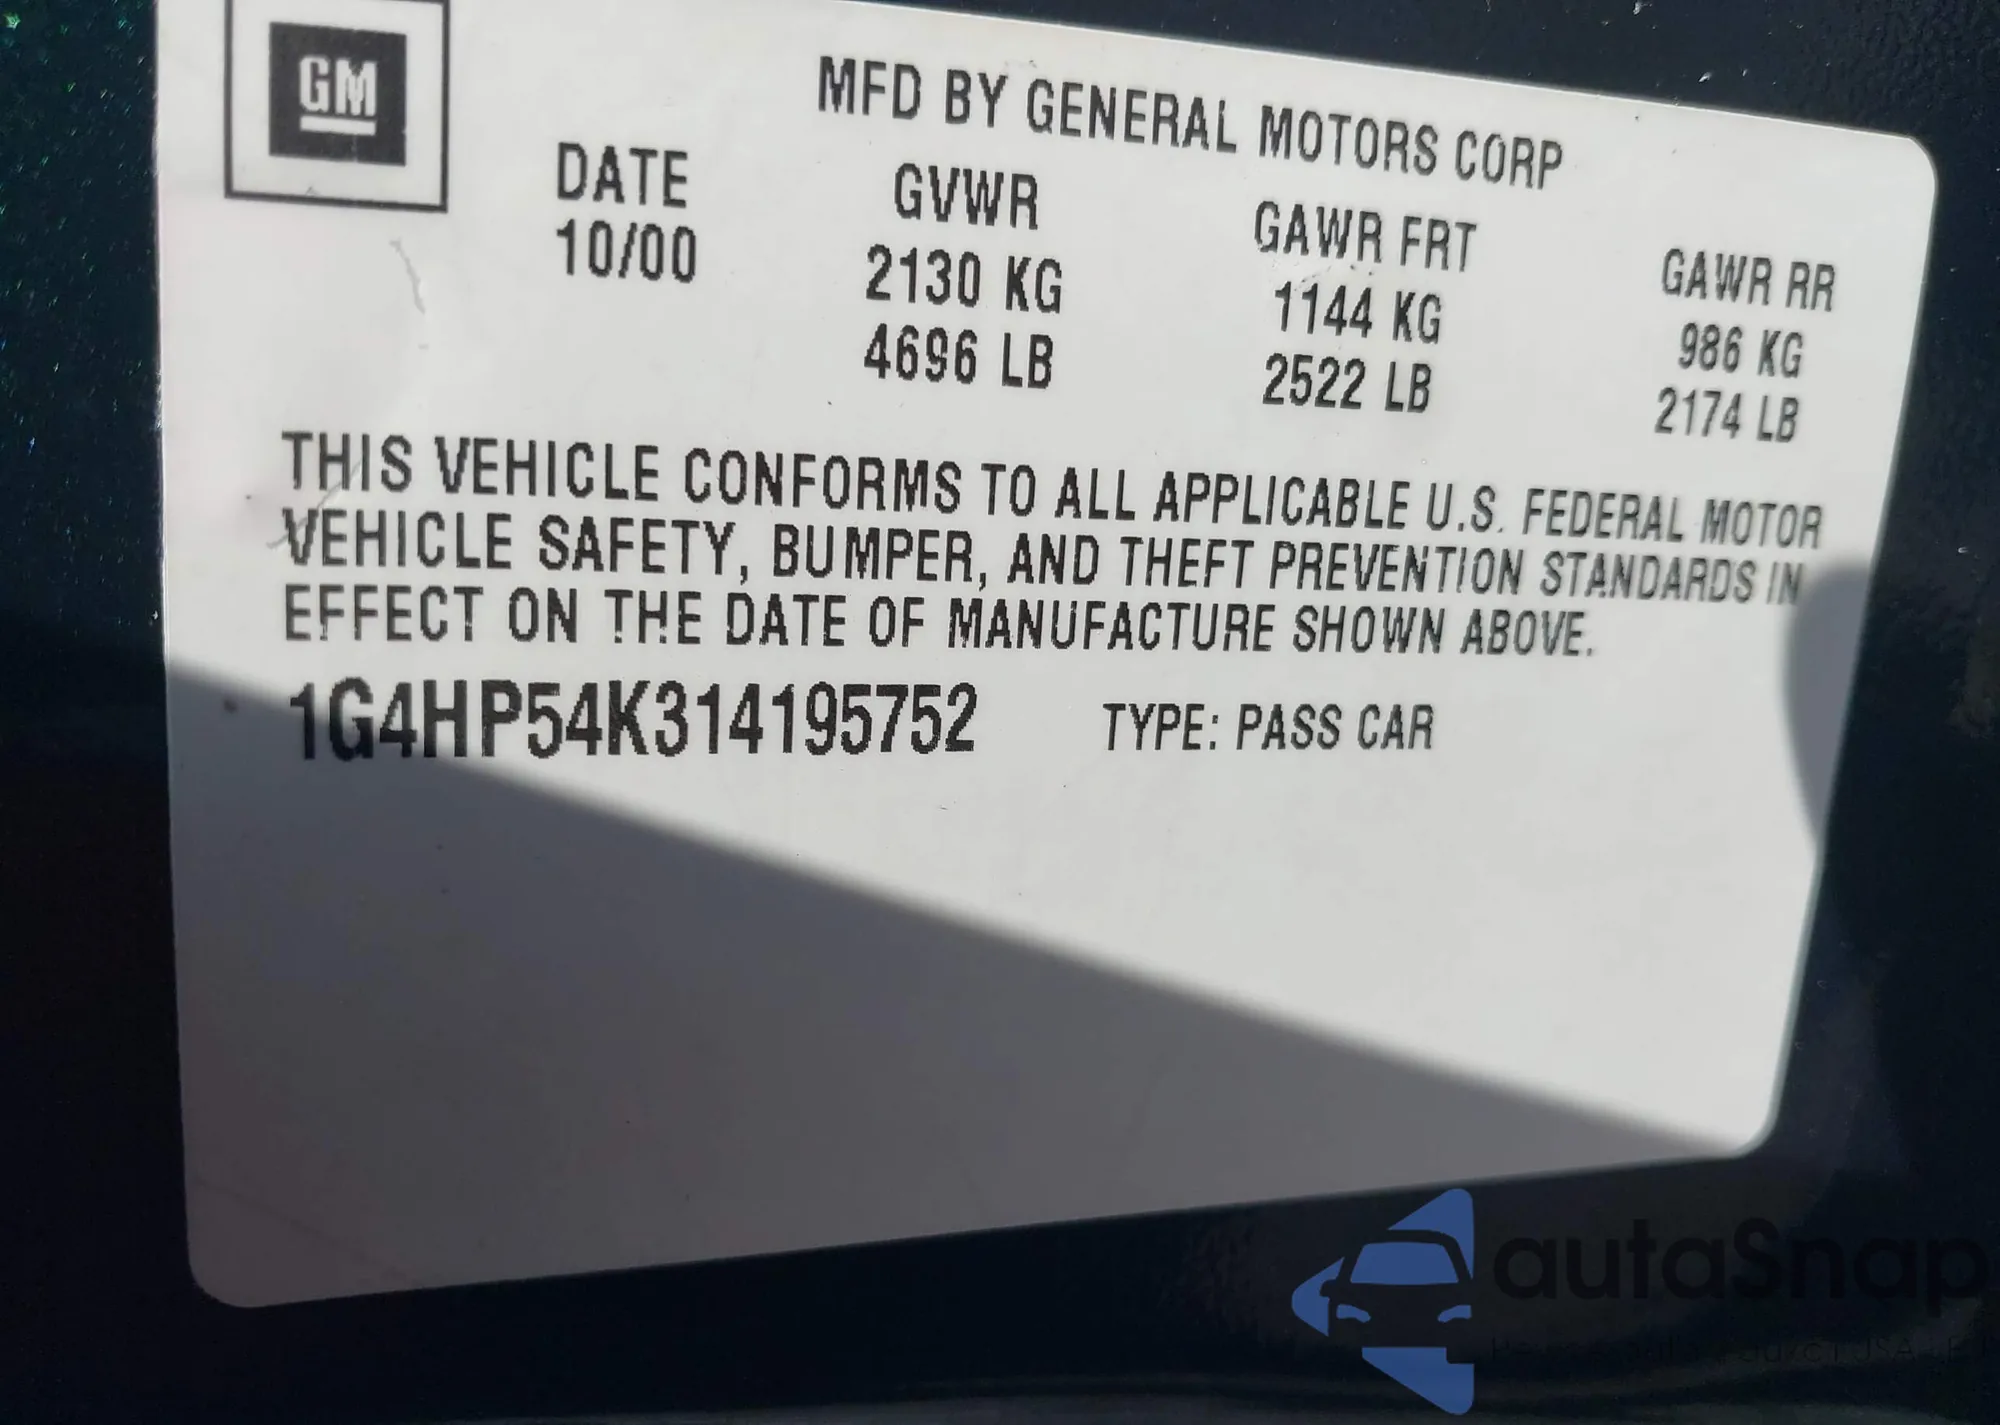 GM
MFD BY GENERAL MOTORS CORP
DATE GVWR GAWR FRT GAWR RR
10/00 2130 KG 1144 KG 986 KG
4696 LB 2522 LB 2174 LB
THIS VEHICLE CONFORMS TO ALL APPLICABLE U.S. FEDERAL MOTOR
VEHICLE SAFETY, BUMPER, AND THEFT PREVENTION STANDARDS IN
EFFECT ON THE DATE OF MANUFACTURE SHOWN ABOVE.
1G4HP54K314195752 TYPE: PASS CAR
autaSnap